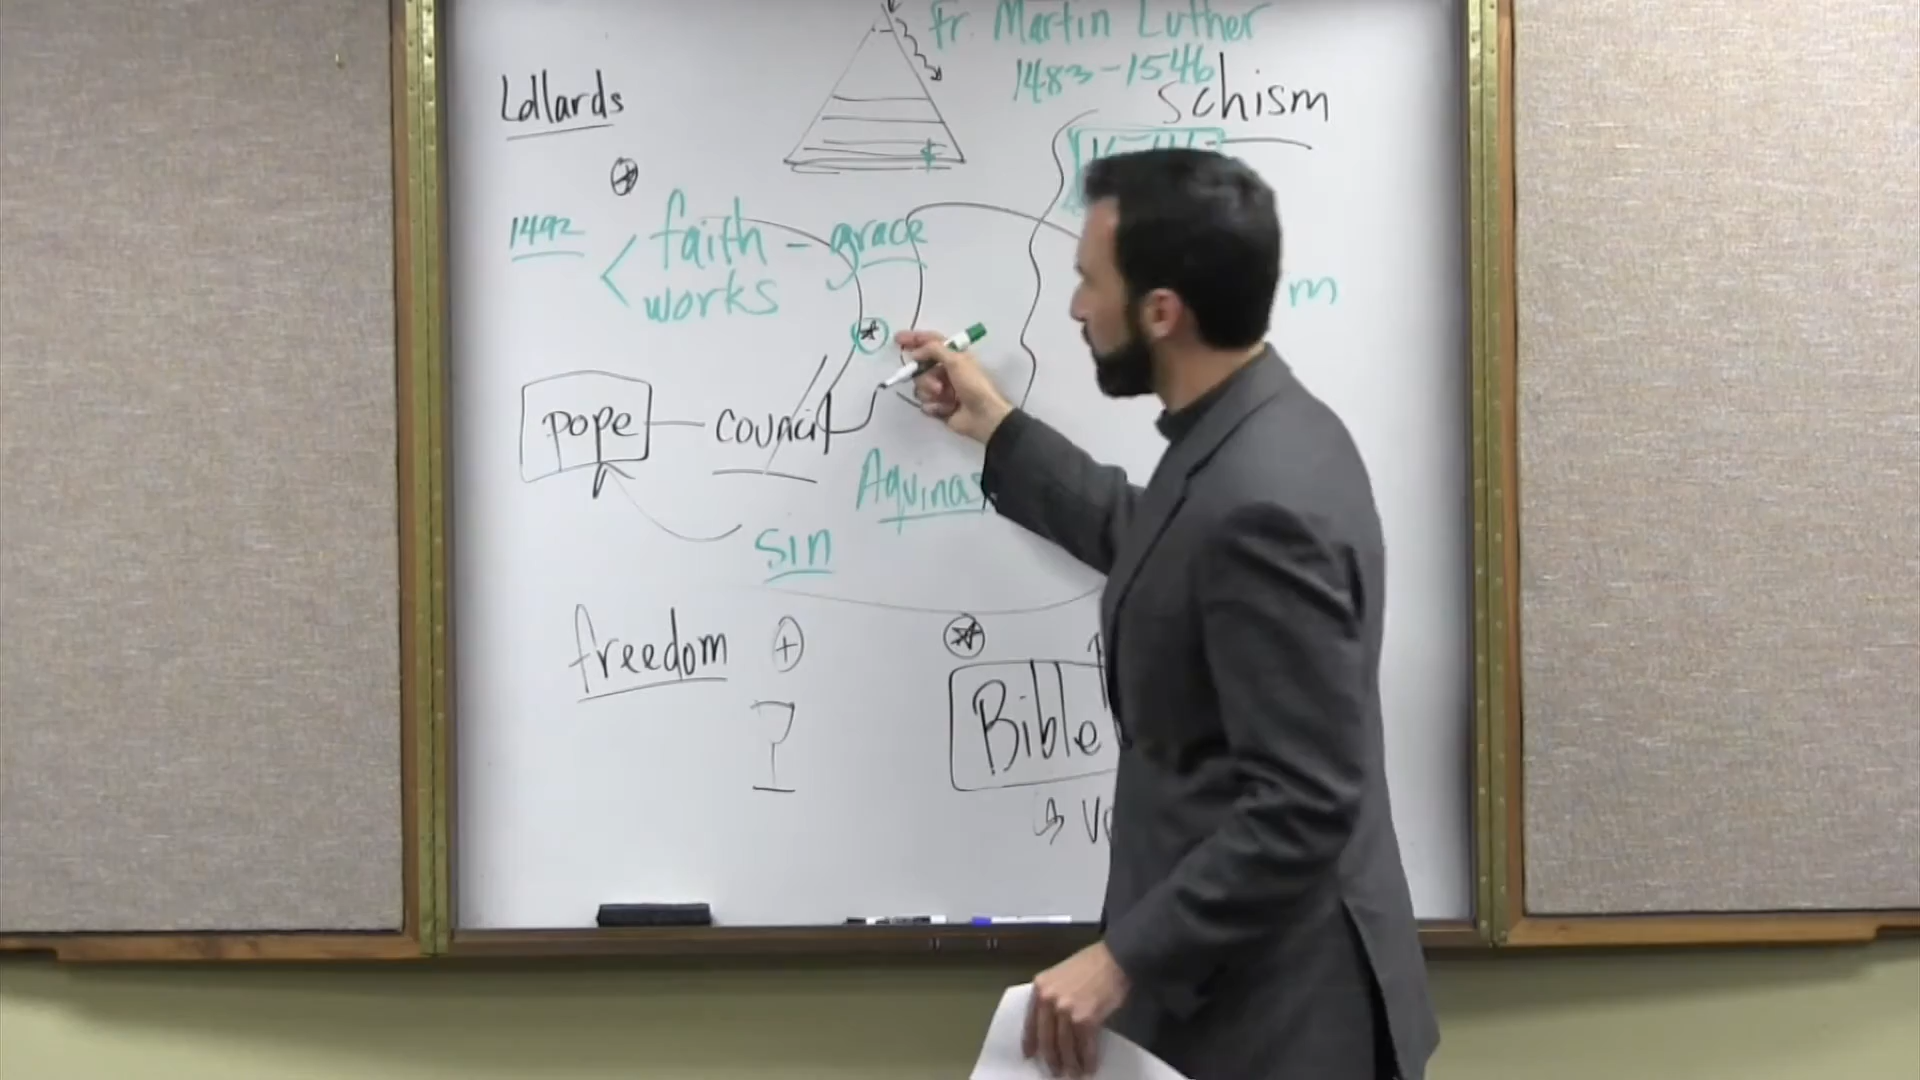 Fr. Martin Luther
1483-1546
Lollards
schism
1492
faith - grace
works
pope
council
Aquinas
sin
freedom
Bible